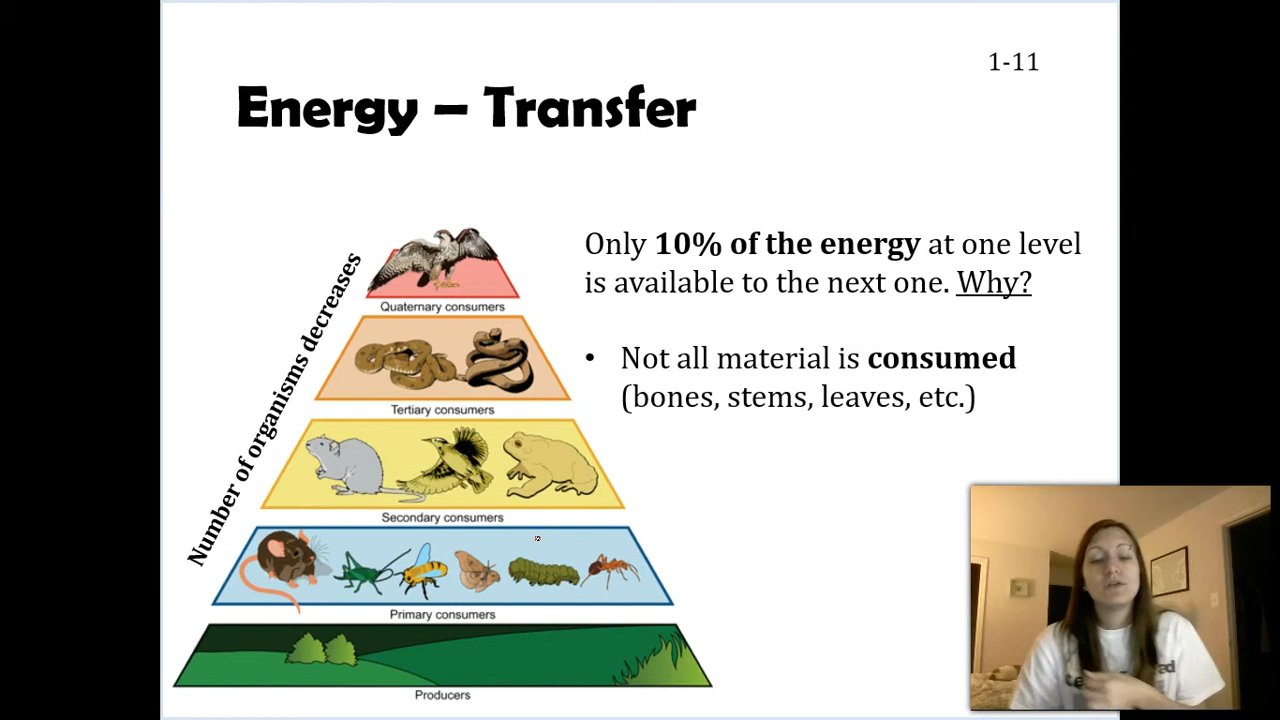 1-11
Energy – Transfer
Number of organisms decreases
Only 10% of the energy at one level
is available to the next one. Why?
• Not all material is consumed
(bones, stems, leaves, etc.)
Quaternary consumers
Tertiary consumers
Secondary consumers
Primary consumers
Producers